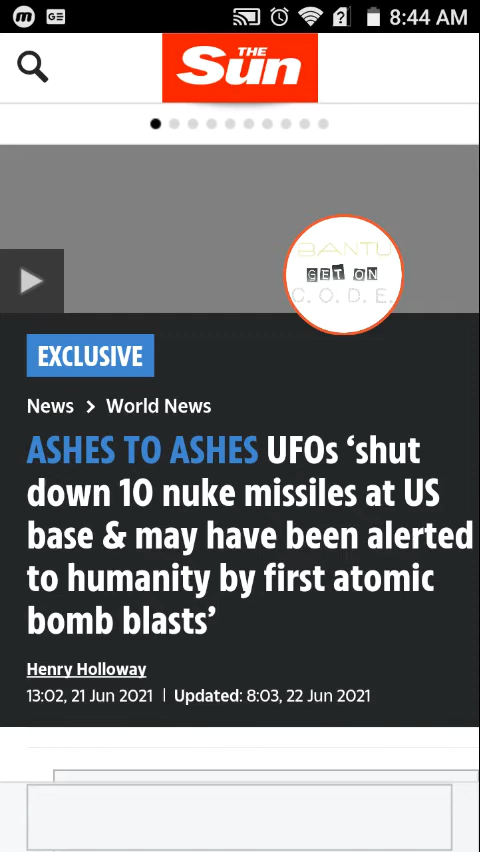 m GE 8:44 AM
THE
Sun
BANTU
GET ON
C.O.D.E.
EXCLUSIVE
News > World News
ASHES TO ASHES UFOs ‘shut
down 10 nuke missiles at US
base & may have been alerted
to humanity by first atomic
bomb blasts’
Henry Holloway
13:02, 21 Jun 2021 | Updated: 8:03, 22 Jun 2021